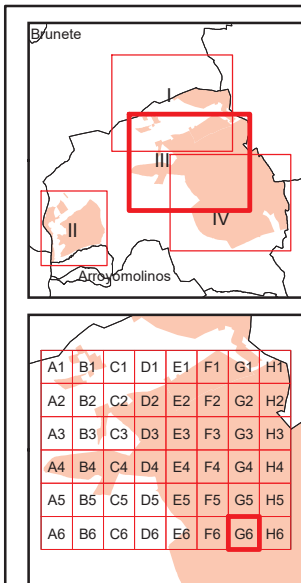 Brunete
I
III
IV
II
Arroyomolinos
A1 B1 C1 D1 E1 F1 G1 H1
A2 B2 C2 D2 E2 F2 G2 H2
A3 B3 C3 D3 E3 F3 G3 H3
A4 B4 C4 D4 E4 F4 G4 H4
A5 B5 C5 D5 E5 F5 G5 H5
A6 B6 C6 D6 E6 F6 G6 H6